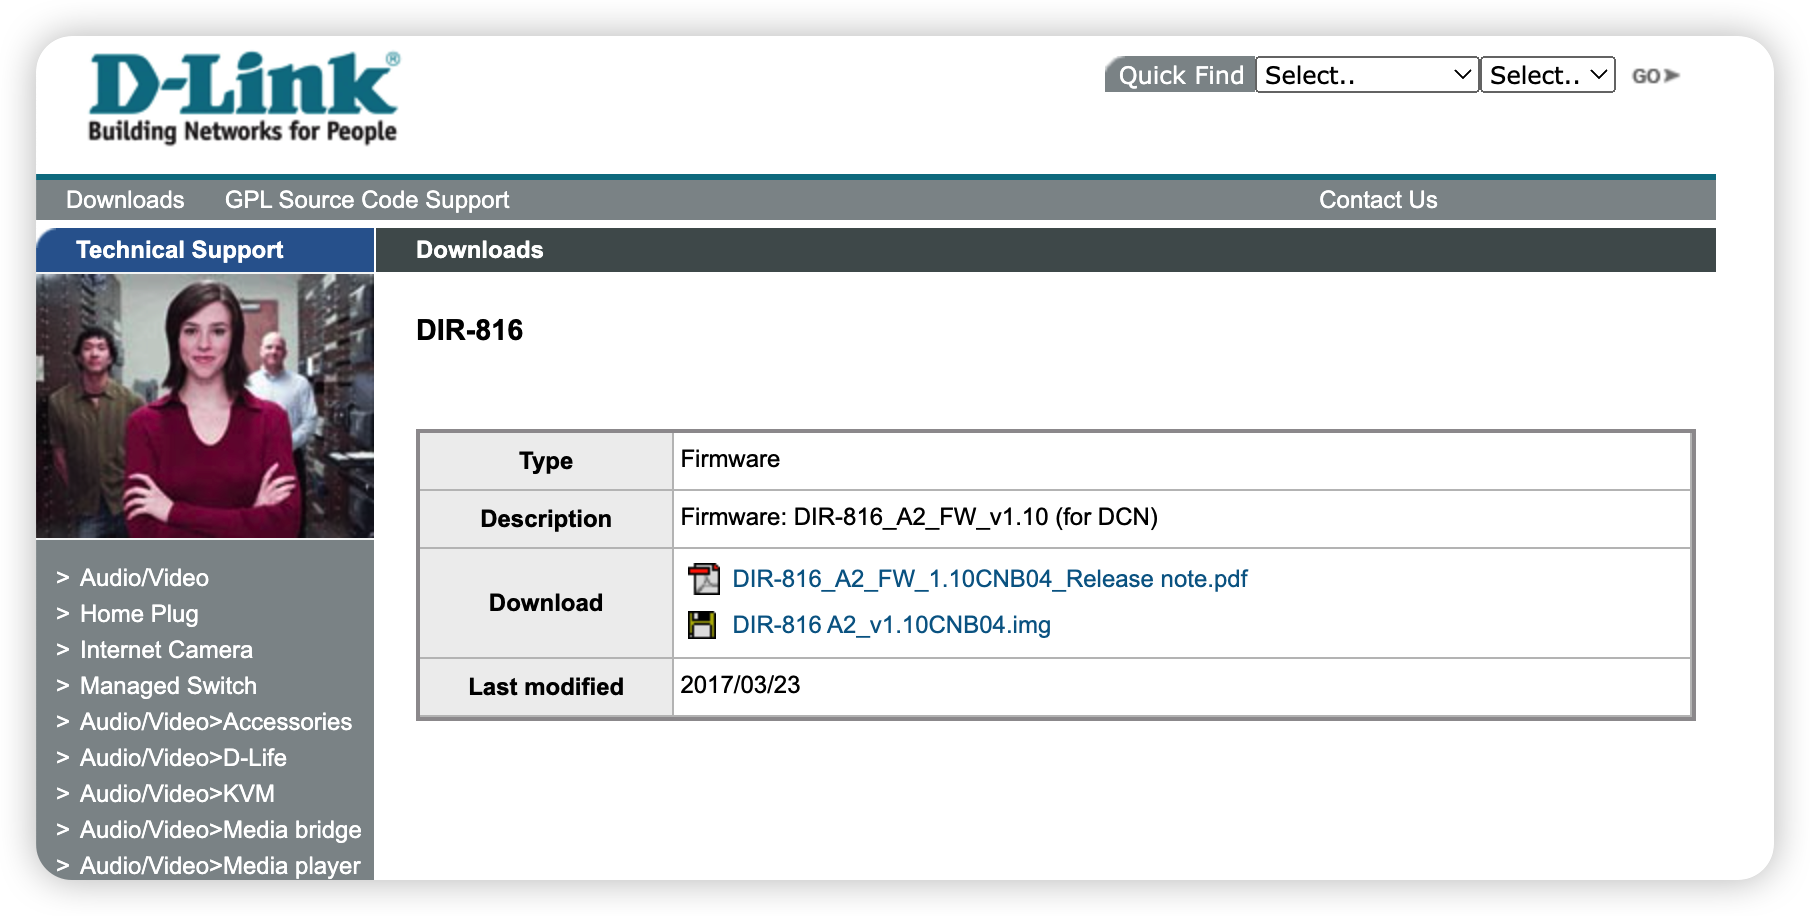 D-Link®
Building Networks for People
Quick Find Select.. Select.. GO
Downloads GPL Source Code Support Contact Us
Technical Support
Downloads
DIR-816
Type Firmware
Description Firmware: DIR-816_A2_FW_v1.10 (for DCN)
Download DIR-816_A2_FW_1.10CNB04_Release note.pdf
DIR-816 A2_v1.10CNB04.img
Last modified 2017/03/23
> Audio/Video
> Home Plug
> Internet Camera
> Managed Switch
> Audio/Video>Accessories
> Audio/Video>D-Life
> Audio/Video>KVM
> Audio/Video>Media bridge
> Audio/Video>Media player